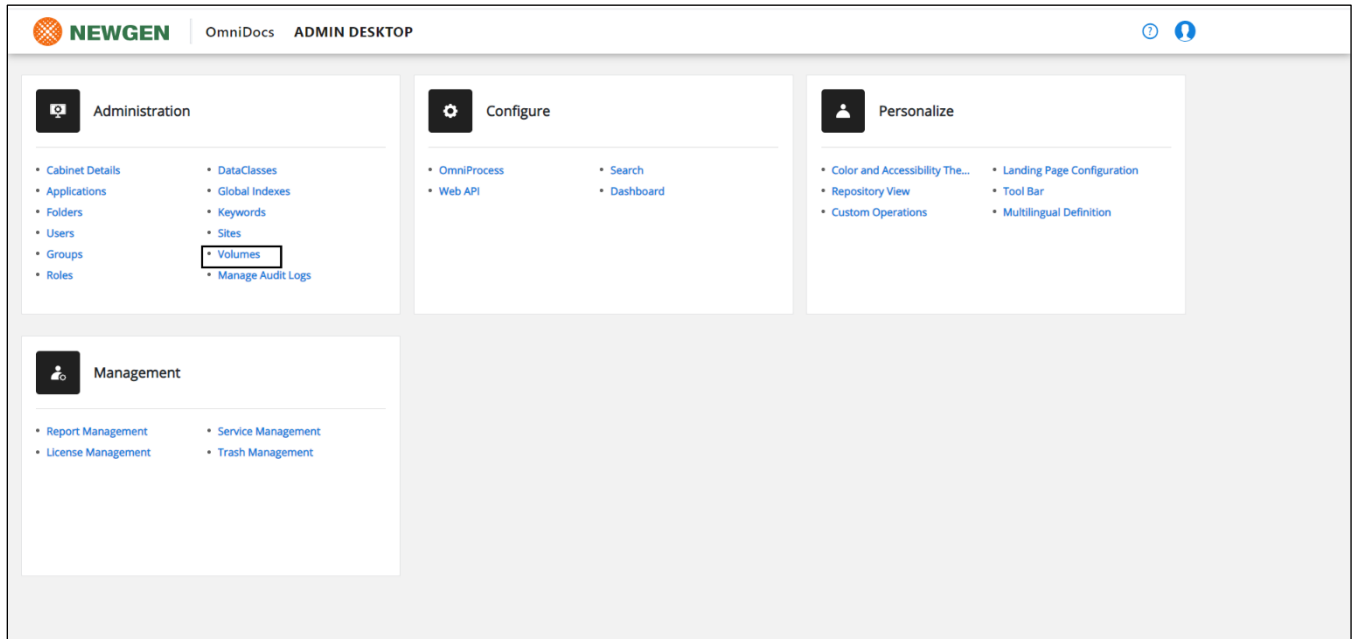 NEWGEN OmniDocs ADMIN DESKTOP ?
Administration
• Cabinet Details
• Applications
• Folders
• Users
• Groups
• Roles
• DataClasses
• Global Indexes
• Keywords
• Sites
• Volumes
• Manage Audit Logs
Configure
• OmniProcess
• Web API
• Search
• Dashboard
Personalize
• Color and Accessibility The...
• Repository View
• Custom Operations
• Landing Page Configuration
• Tool Bar
• Multilingual Definition
Management
• Report Management
• License Management
• Service Management
• Trash Management